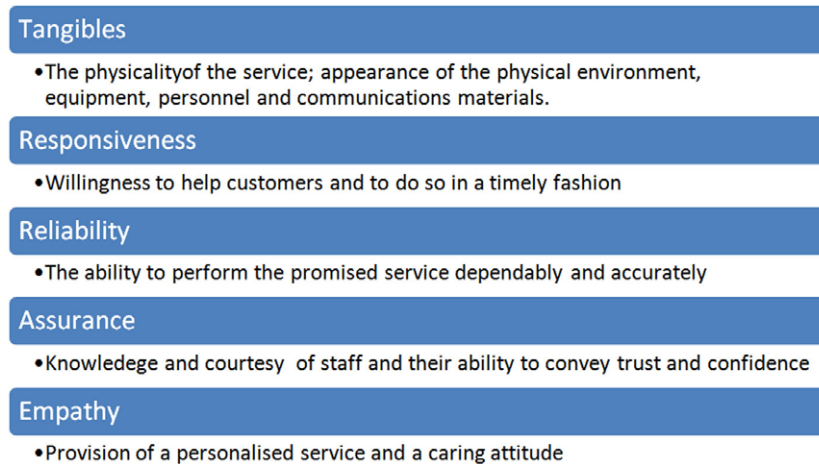 Tangibles
•The physicalityof the service; appearance of the physical environment,
equipment, personnel and communications materials.
Responsiveness
•Willingness to help customers and to do so in a timely fashion
Reliability
•The ability to perform the promised service dependably and accurately
Assurance
•Knowledege and courtesy of staff and their ability to convey trust and confidence
Empathy
•Provision of a personalised service and a caring attitude